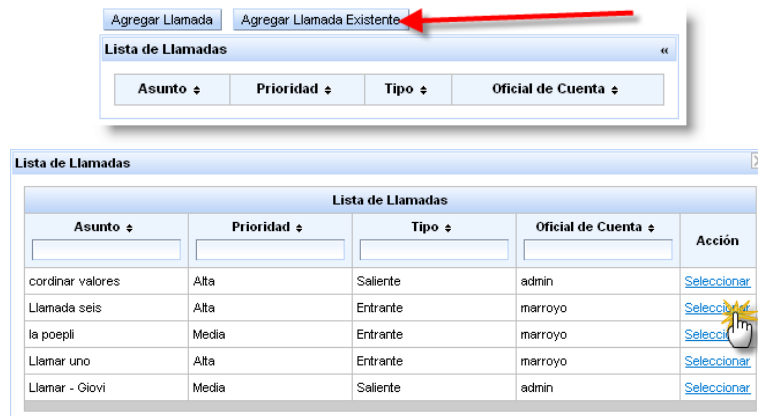 Agregar Llamada Agregar Llamada Existente
Lista de Llamadas «
Asunto Prioridad Tipo Oficial de Cuenta
Lista de Llamadas
Lista de Llamadas
Asunto Prioridad Tipo Oficial de Cuenta Acción
cordinar valores Alta Saliente admin Seleccionar
Llamada seis Alta Entrante marroyo
la poepli Media Entrante marroyo
Llamar uno Alta Entrante marroyo Seleccionar
Llamar - Giovi Media Saliente admin Seleccionar